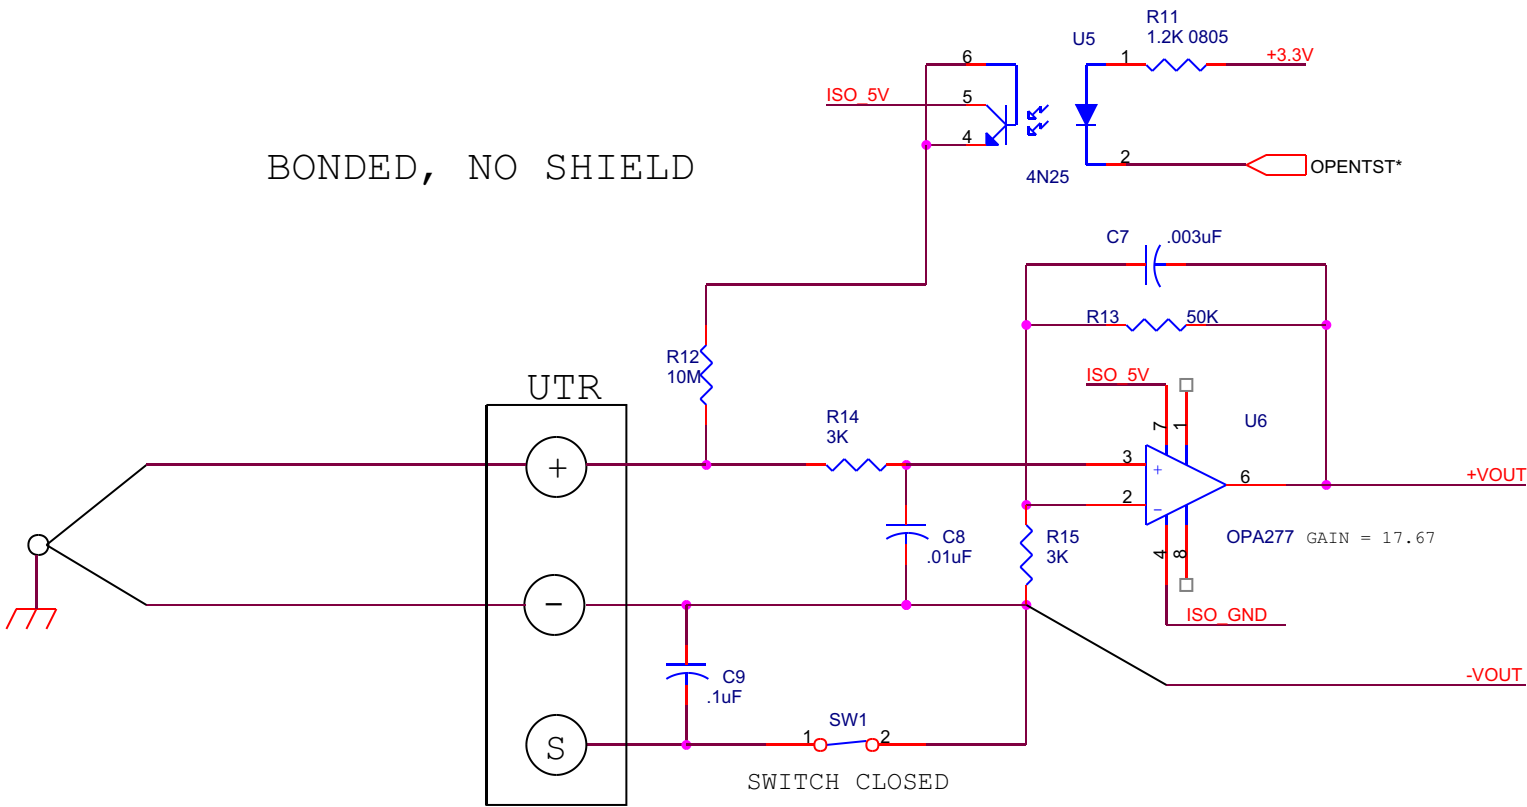 R11
1.2K 0805
U5
6
1
+3.3V
ISO_5V
5
4
2
OPENTST*
4N25
BONDED, NO SHIELD
C7
.003uF
R13
50K
R12
10M
UTR
ISO_5V
R14
3K
U6
7
1
+
3
+
6
+VOUT
2
−
C8
.01uF
R15
3K
OPA277
GAIN = 17.67
4
8
−
ISO_GND
C9
.1uF
-VOUT
S
SW1
1
2
SWITCH CLOSED